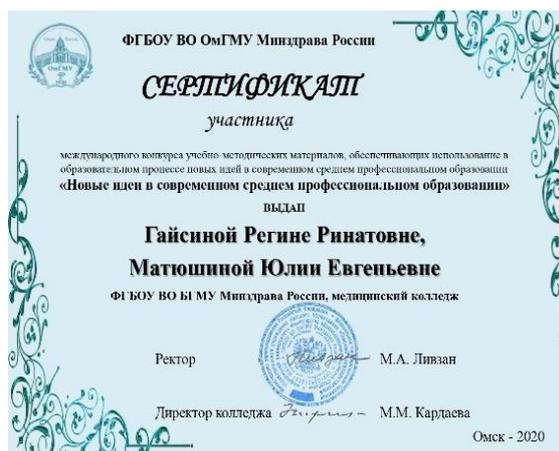 ФГБОУ ВО ОмГМУ Минздрава России
СЕРТИФИКАТ
участника
международного конкурса учебно-методических материалов, обеспечивающих использование в
образовательном процессе новых идей в современном среднем профессиональном образовании
«Новые идеи в современном среднем профессиональном образовании»
ВЫДАН
Гайсиной Регине Ринатовне,
Матюшиной Юлии Евгеньевне
ФГБОУ ВО БГМУ Минздрава России, медицинский колледж
Ректор М.А. Ливзан
Директор колледжа М.М. Кардаева
Омск - 2020
ОмГМУ